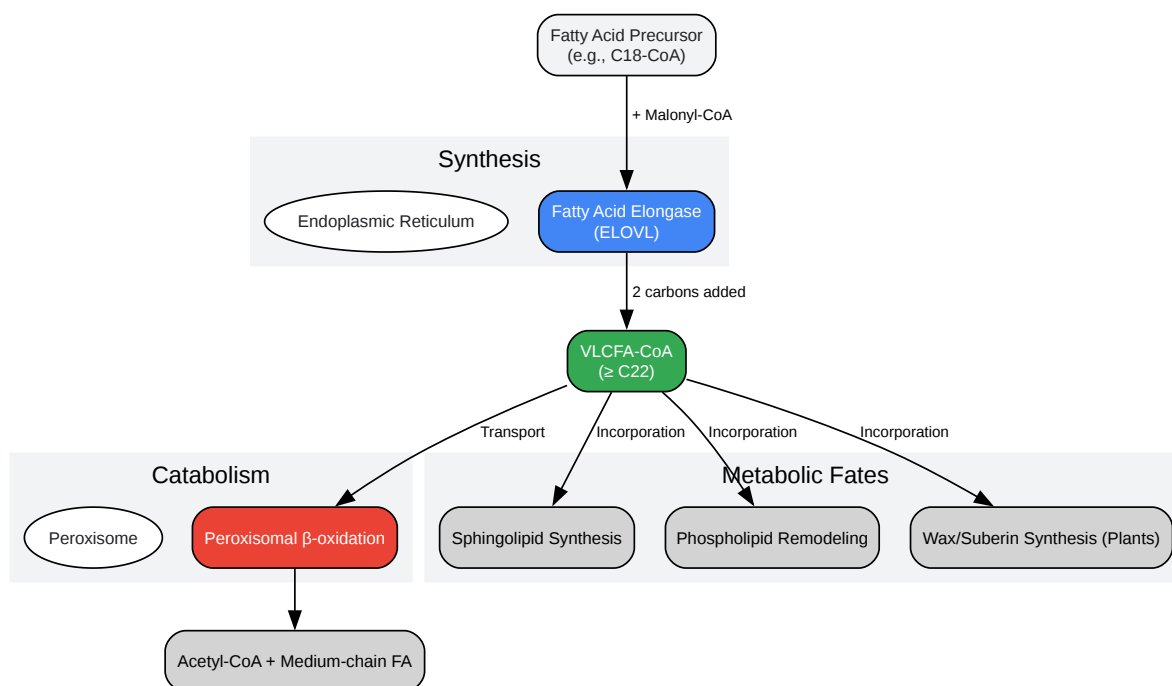 Fatty Acid Precursor
(e.g., C18-CoA)
+ Malonyl-CoA
Synthesis
Endoplasmic Reticulum
Fatty Acid Elongase
(ELOVL)
2 carbons added
VLCFA-CoA
(≥ C22)
Transport
Incorporation
Incorporation
Incorporation
Catabolism
Metabolic Fates
Peroxisome
Peroxisomal β-oxidation
Sphingolipid Synthesis
Phospholipid Remodeling
Wax/Suberin Synthesis (Plants)
Acetyl-CoA + Medium-chain FA